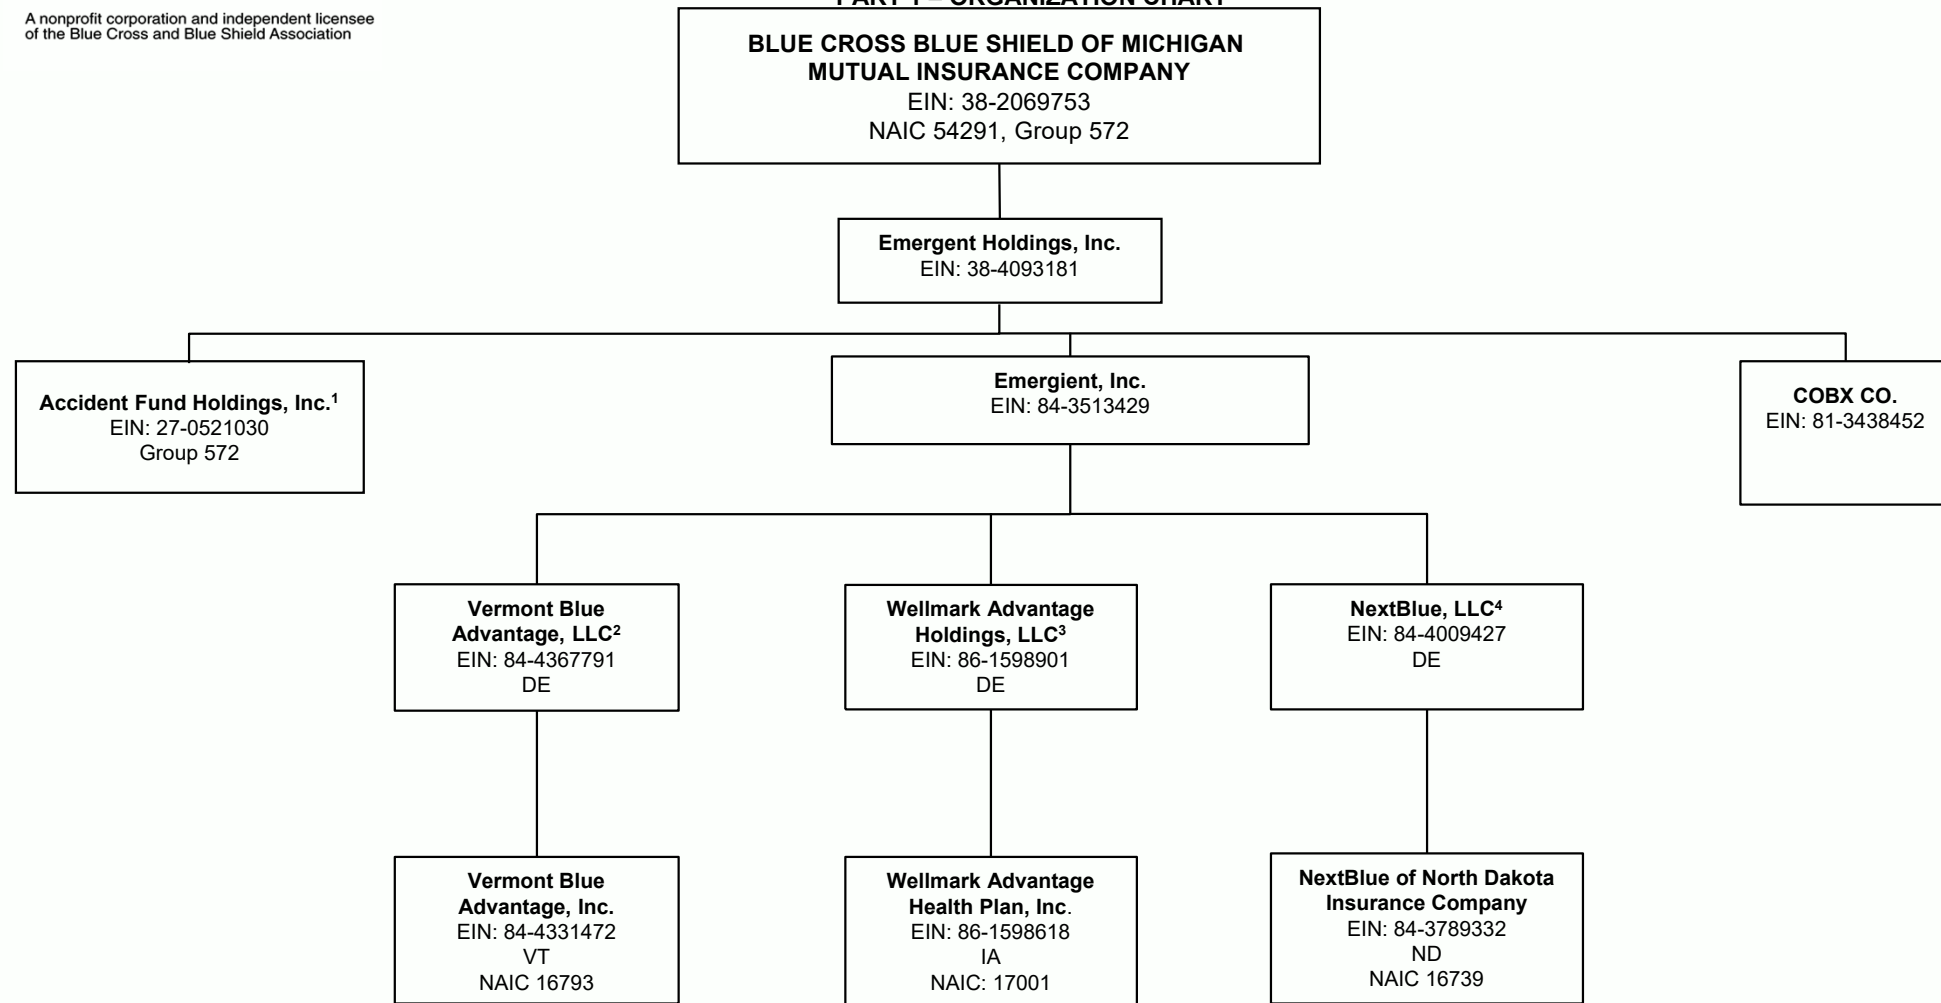 A nonprofit corporation and independent licensee
of the Blue Cross and Blue Shield Association
PART 1 – ORGANIZATION CHART
BLUE CROSS BLUE SHIELD OF MICHIGAN
MUTUAL INSURANCE COMPANY
EIN: 38-2069753
NAIC 54291, Group 572
Emergent Holdings, Inc.
EIN: 38-4093181
Accident Fund Holdings, Inc.¹
EIN: 27-0521030
Group 572
Emergient, Inc.
EIN: 84-3513429
COBX CO.
EIN: 81-3438452
Vermont Blue
Advantage, LLC²
EIN: 84-4367791
DE
Wellmark Advantage
Holdings, LLC³
EIN: 86-1598901
DE
NextBlue, LLC⁴
EIN: 84-4009427
DE
Vermont Blue
Advantage, Inc.
EIN: 84-4331472
VT
NAIC 16793
Wellmark Advantage
Health Plan, Inc.
EIN: 86-1598618
IA
NAIC: 17001
NextBlue of North Dakota
Insurance Company
EIN: 84-3789332
ND
NAIC 16739